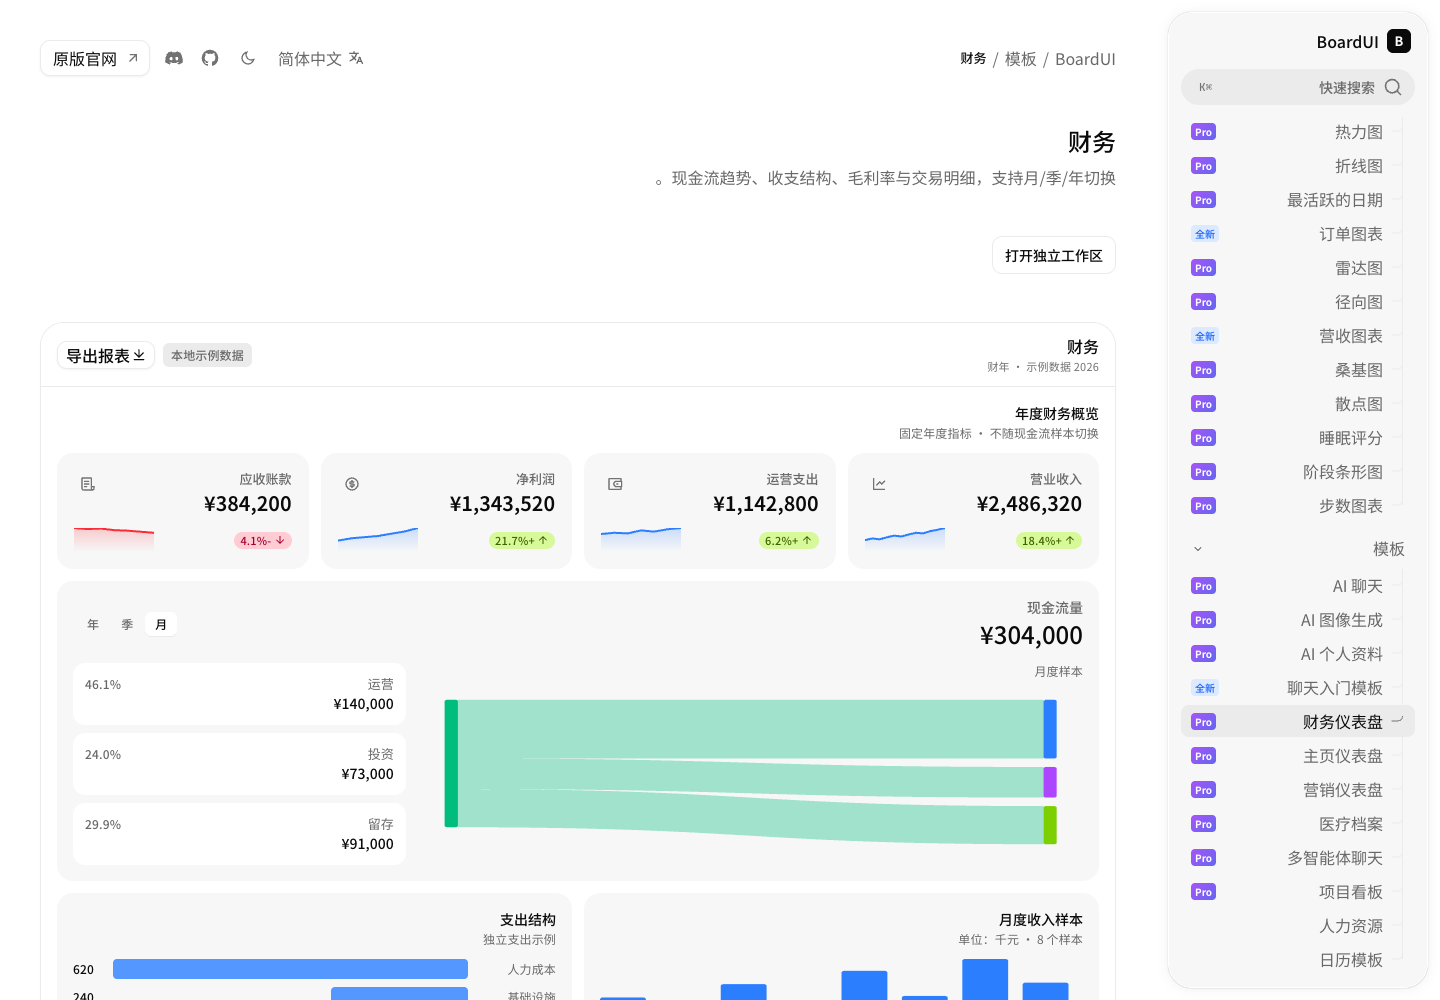 BoardUI
快速搜索
K⌘
热力图 Pro
折线图 Pro
最活跃的日期 Pro
订单图表 全新
雷达图 Pro
径向图 Pro
营收图表 全新
桑基图 Pro
散点图 Pro
睡眠评分 Pro
阶段条形图 Pro
步数图表 Pro
模板
AI 聊天 Pro
AI 图像生成 Pro
AI 个人资料 Pro
聊天入门模板 全新
财务仪表盘 Pro
主页仪表盘 Pro
营销仪表盘 Pro
医疗档案 Pro
多智能体聊天 Pro
项目看板 Pro
人力资源
日历模板
财务 / 模板 / BoardUI
简体中文
原版官网
财务
。现金流趋势、收支结构、毛利率与交易明细，支持月/季/年切换
打开独立工作区
财务
财年 · 示例数据 2026
本地示例数据
导出报表
年度财务概览
固定年度指标 · 不随现金流样本切换
营业收入
¥2,486,320
18.4%+
运营支出
¥1,142,800
6.2%+
净利润
¥1,343,520
21.7%+
应收账款
¥384,200
4.1%-
现金流量
¥304,000
年 季 月
月度样本
运营 46.1%
¥140,000
投资 24.0%
¥73,000
留存 29.9%
¥91,000
月度收入样本
单位：千元 · 8 个样本
支出结构
独立支出示例
人力成本 620
基础设施 240